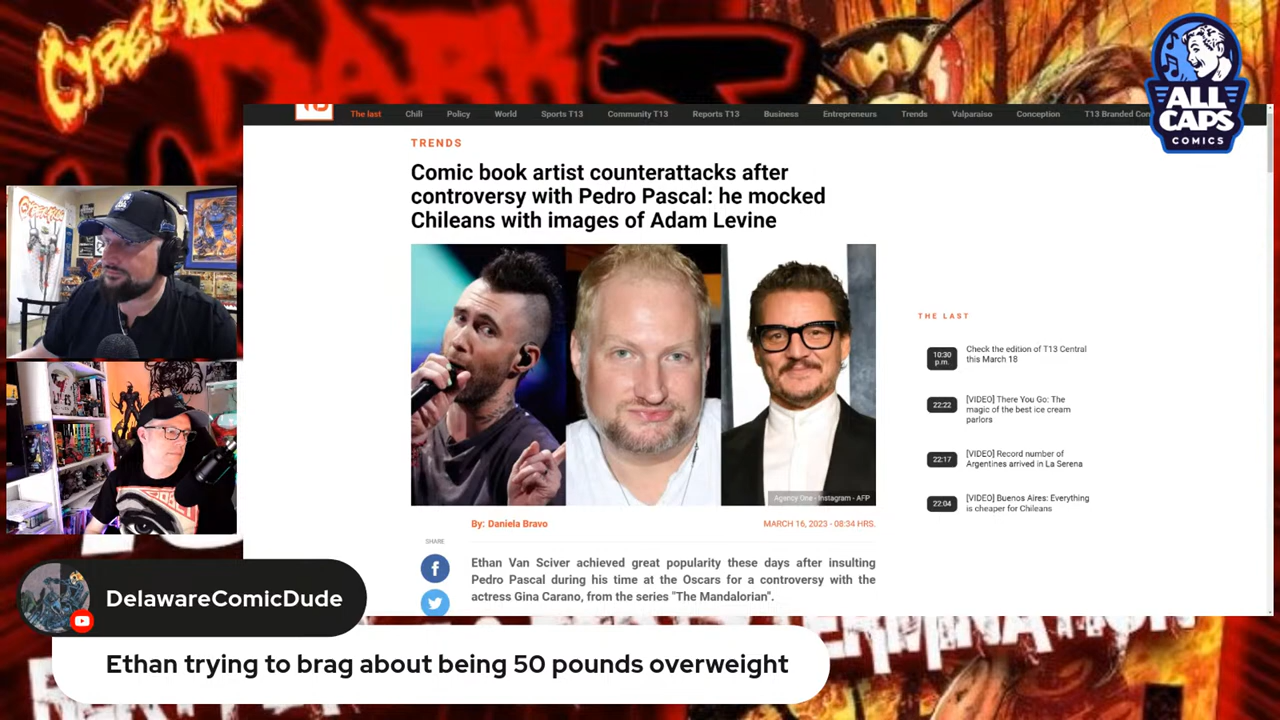 CYBER
DARK
ALL
CAPS
COMICS
The last Chili Policy World Sports T13 Community T13 Reports T13 Business Entrepreneurs Trends Valparaiso Conception T13 Branded Con
TRENDS
Comic book artist counterattacks after
controversy with Pedro Pascal: he mocked
Chileans with images of Adam Levine
Agency One - Instagram - AFP
By: Daniela Bravo
MARCH 16, 2023 - 08:34 HRS.
SHARE
Ethan Van Sciver achieved great popularity these days after insulting
Pedro Pascal during his time at the Oscars for a controversy with the
actress Gina Carano, from the series "The Mandalorian".
THE LAST
10:30
p.m.
Check the edition of T13 Central
this March 18
22:22
[VIDEO] There You Go: The
magic of the best ice cream
parlors
22:17
[VIDEO] Record number of
Argentines arrived in La Serena
22:04
[VIDEO] Buenos Aires: Everything
is cheaper for Chileans
DelawareComicDude
Ethan trying to brag about being 50 pounds overweight